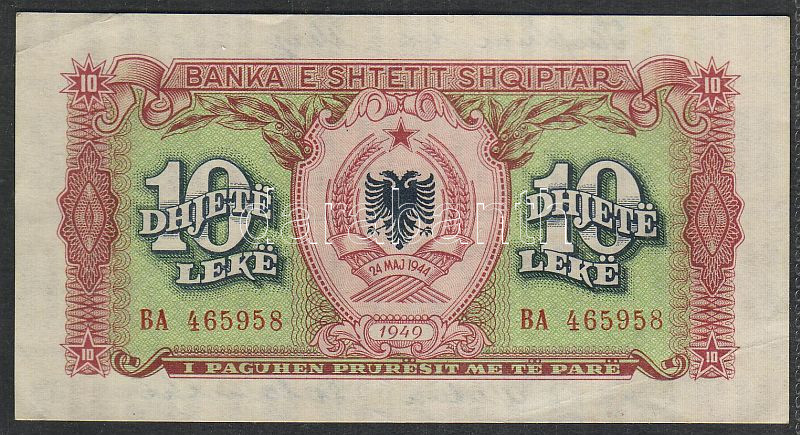 10 BANKA E SHTETIT SHQIPTAR 10
10 10
DHJETË DHJETË
LEKË LEKË
24 MAJ 1944
BA 465958 BA 465958
1949
10 10
I PAGUHEN PRURËSIT ME TË PARË